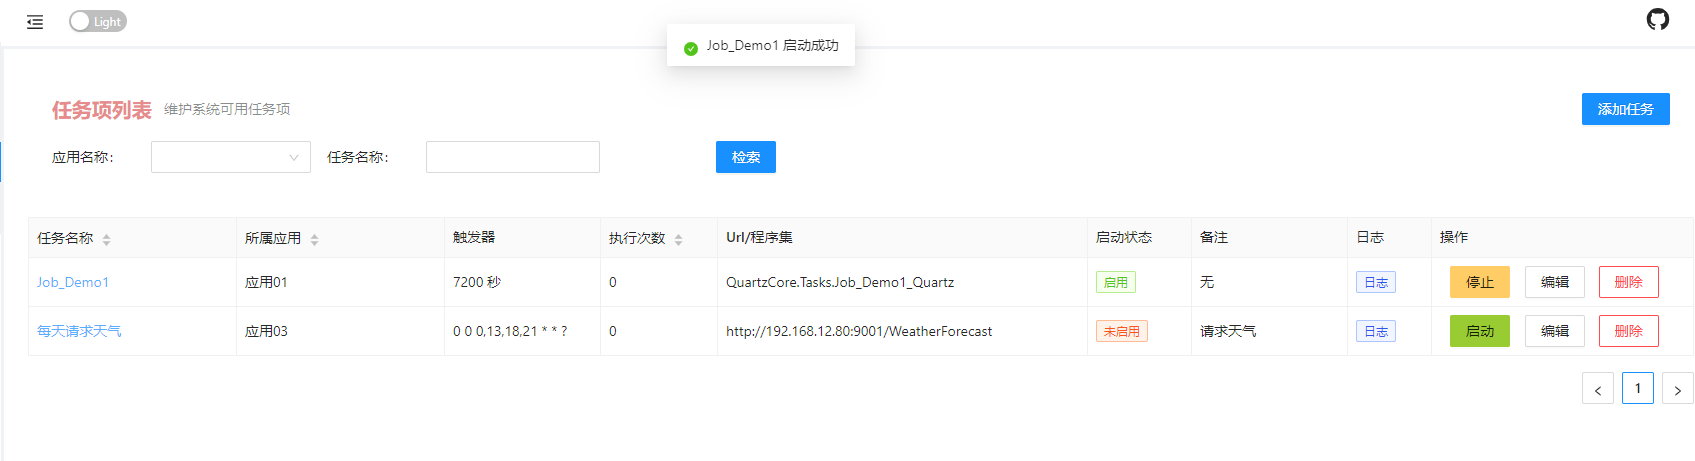 Light
Job_Demo1 启动成功
任务项列表 维护系统可用任务项 添加任务
应用名称： 任务名称： 检索
任务名称 所属应用 触发器 执行次数 Url/程序集 启动状态 备注 日志 操作
Job_Demo1 应用01 7200 秒 0 QuartzCore.Tasks.Job_Demo1_Quartz 启用 无 日志 停止 编辑 删除
每天请求天气 应用03 0 0 0,13,18,21 * * ? 0 http://192.168.12.80:9001/WeatherForecast 未启用 请求天气 日志 启动 编辑 删除
< 1 >